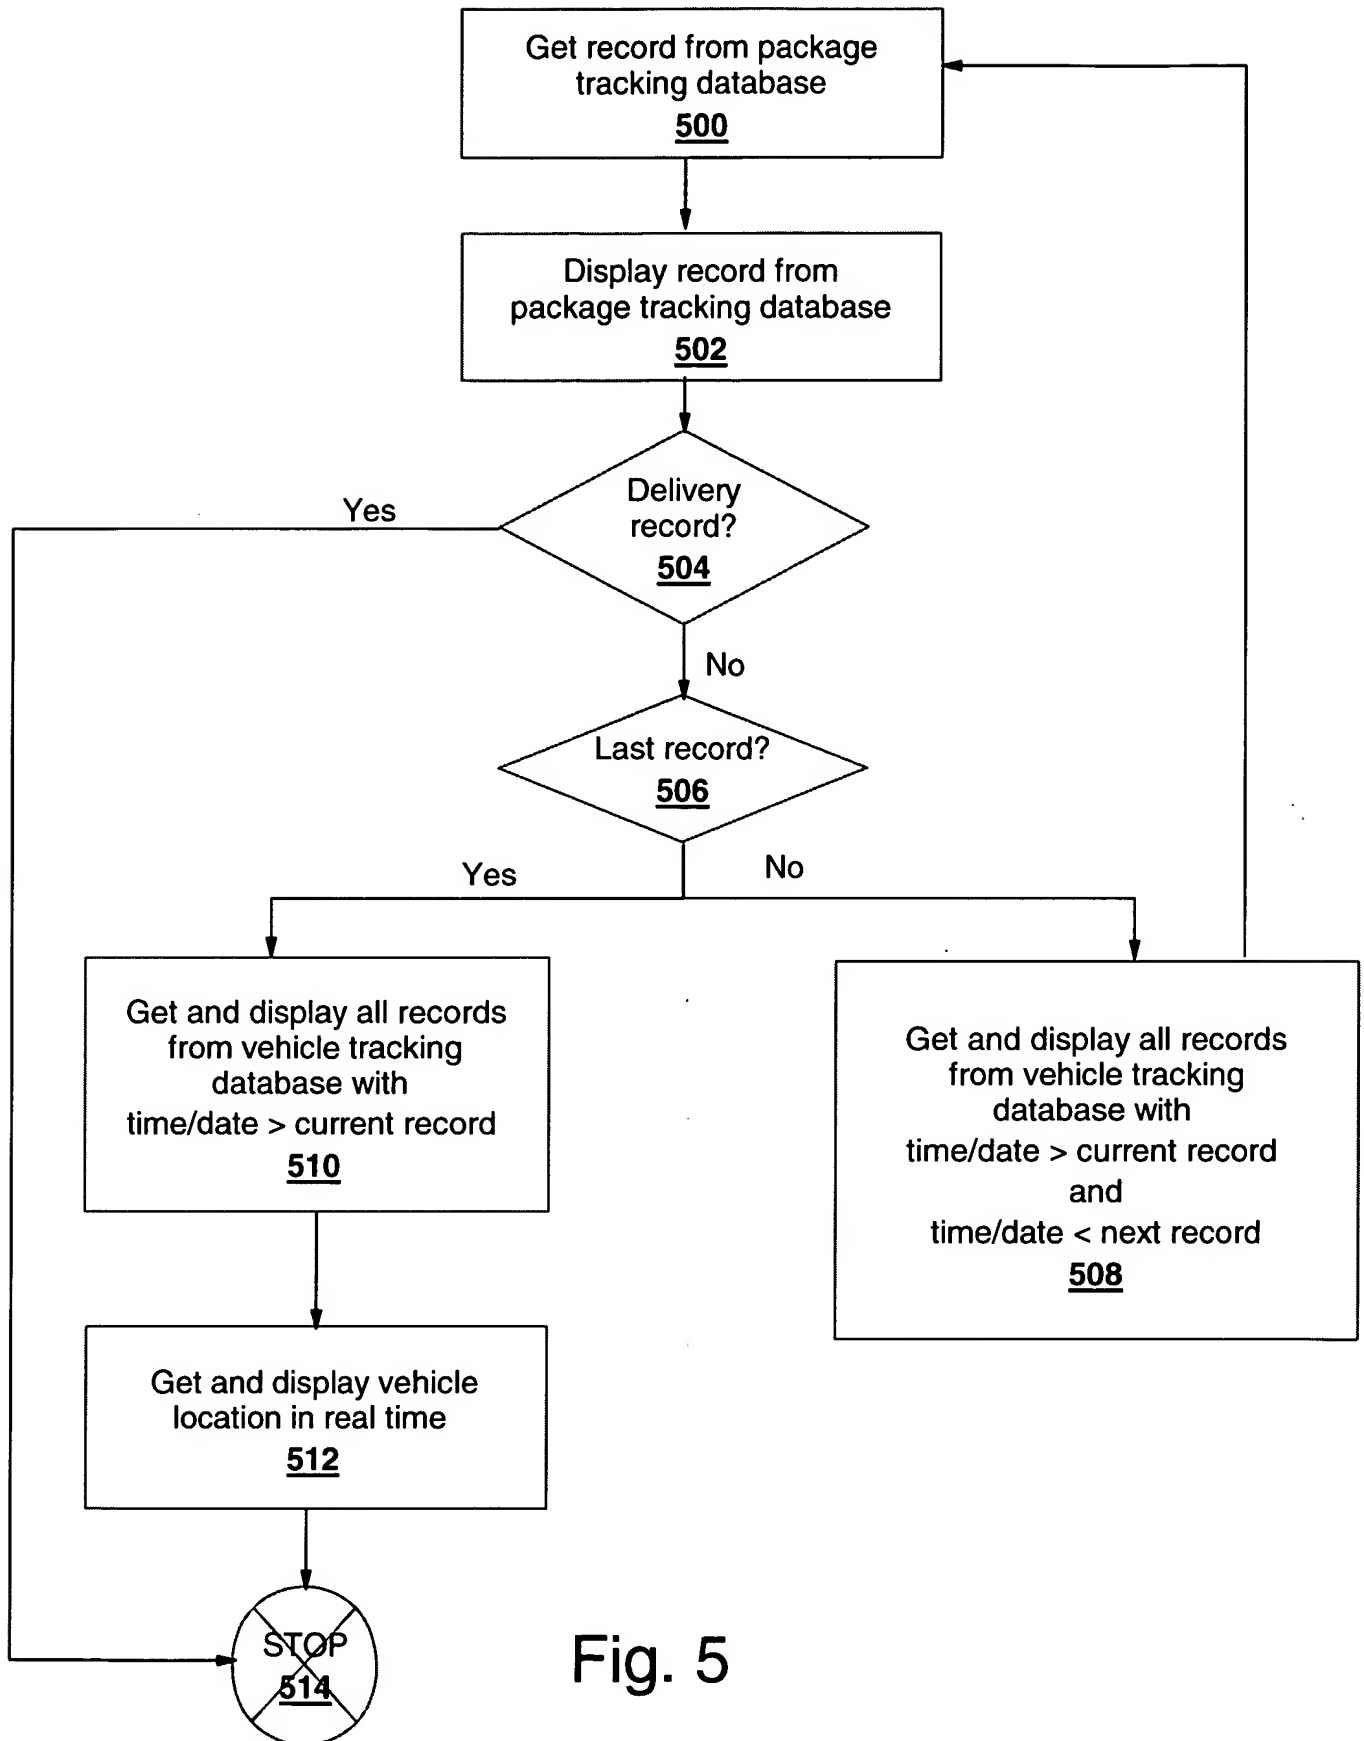 Get record from package
tracking database
500
Display record from
package tracking database
502
Delivery
record?
504
Yes
No
Last record?
506
Yes
No
Get and display all records
from vehicle tracking
database with
time/date > current record
510
Get and display all records
from vehicle tracking
database with
time/date > current record
and
time/date < next record
508
Get and display vehicle
location in real time
512
STOP
514
Fig. 5